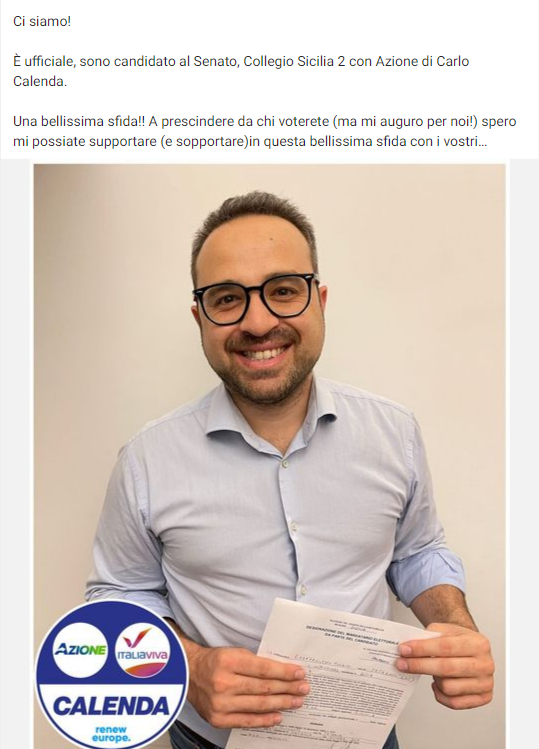 Ci siamo!
È ufficiale, sono candidato al Senato, Collegio Sicilia 2 con Azione di Carlo
Calenda.
Una bellissima sfida!! A prescindere da chi voterete (ma mi auguro per noi!) spero
mi possiate supportare (e sopportare)in questa bellissima sfida con i vostri...
DESIGNAZIONE DEL MANDATARIO ELETTORALE
DA PARTE DEL CANDIDATO
AZIONE
ITALIAVIVA
CALENDA
renew
europe.